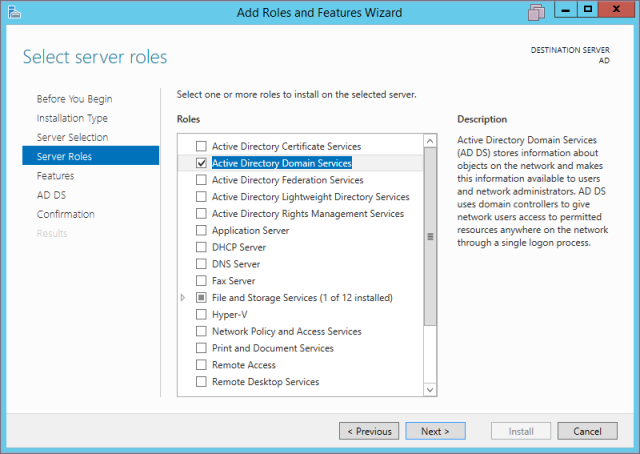 Add Roles and Features Wizard
Select server roles
DESTINATION SERVER
AD
Before You Begin
Installation Type
Server Selection
Server Roles
Features
AD DS
Confirmation
Results
Select one or more roles to install on the selected server.
Roles
Active Directory Certificate Services
Active Directory Domain Services
Active Directory Federation Services
Active Directory Lightweight Directory Services
Active Directory Rights Management Services
Application Server
DHCP Server
DNS Server
Fax Server
File and Storage Services (1 of 12 installed)
Hyper-V
Network Policy and Access Services
Print and Document Services
Remote Access
Remote Desktop Services
Description
Active Directory Domain Services
(AD DS) stores information about
objects on the network and makes
this information available to users
and network administrators. AD DS
uses domain controllers to give
network users access to permitted
resources anywhere on the network
through a single logon process.
< Previous
Next >
Install
Cancel